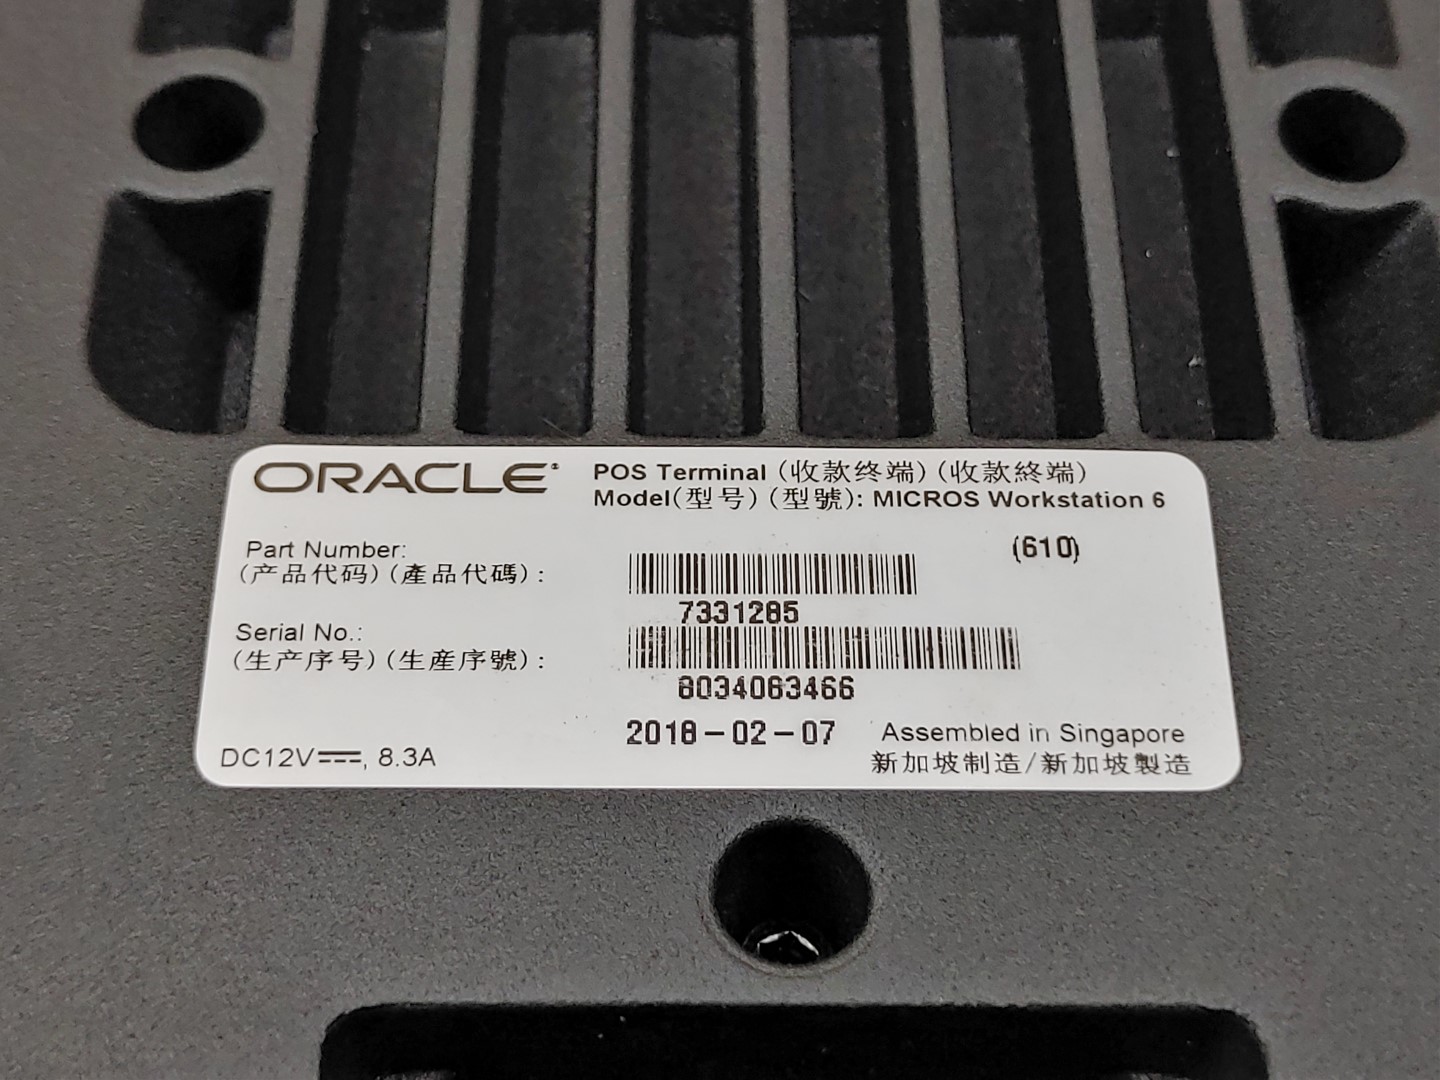 ORACLE
POS Terminal (收款终端) (收款終端)
Model(型号) (型號): MICROS Workstation 6
(610)
Part Number:
(产品代码) (產品代碼) :
7331285
Serial No.:
(生产序号) (生產序號) :
8034063466
2018-02-07
DC12V⎓, 8.3A
Assembled in Singapore
新加坡制造/新加坡製造